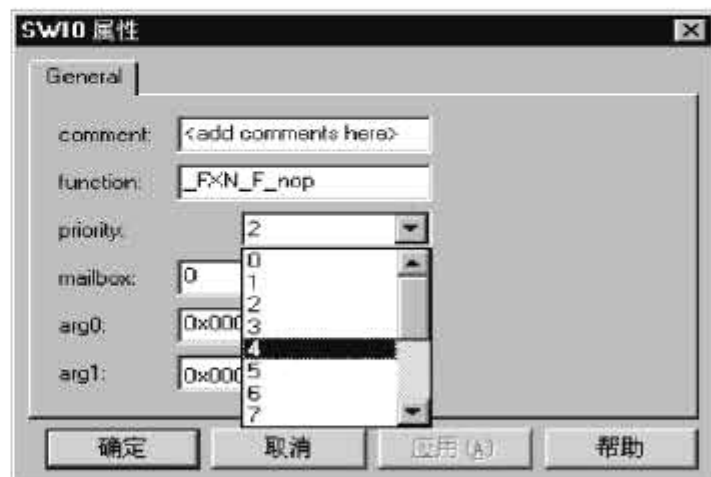 SWI0 属性
General
comment: <add comments here>
function: _FXN_F_nop
priority: 2
0
1
mailbox: 0
2
arg0: 0x000
3
4
arg1: 0x000
5
6
7
确定 取消 应用(A) 帮助